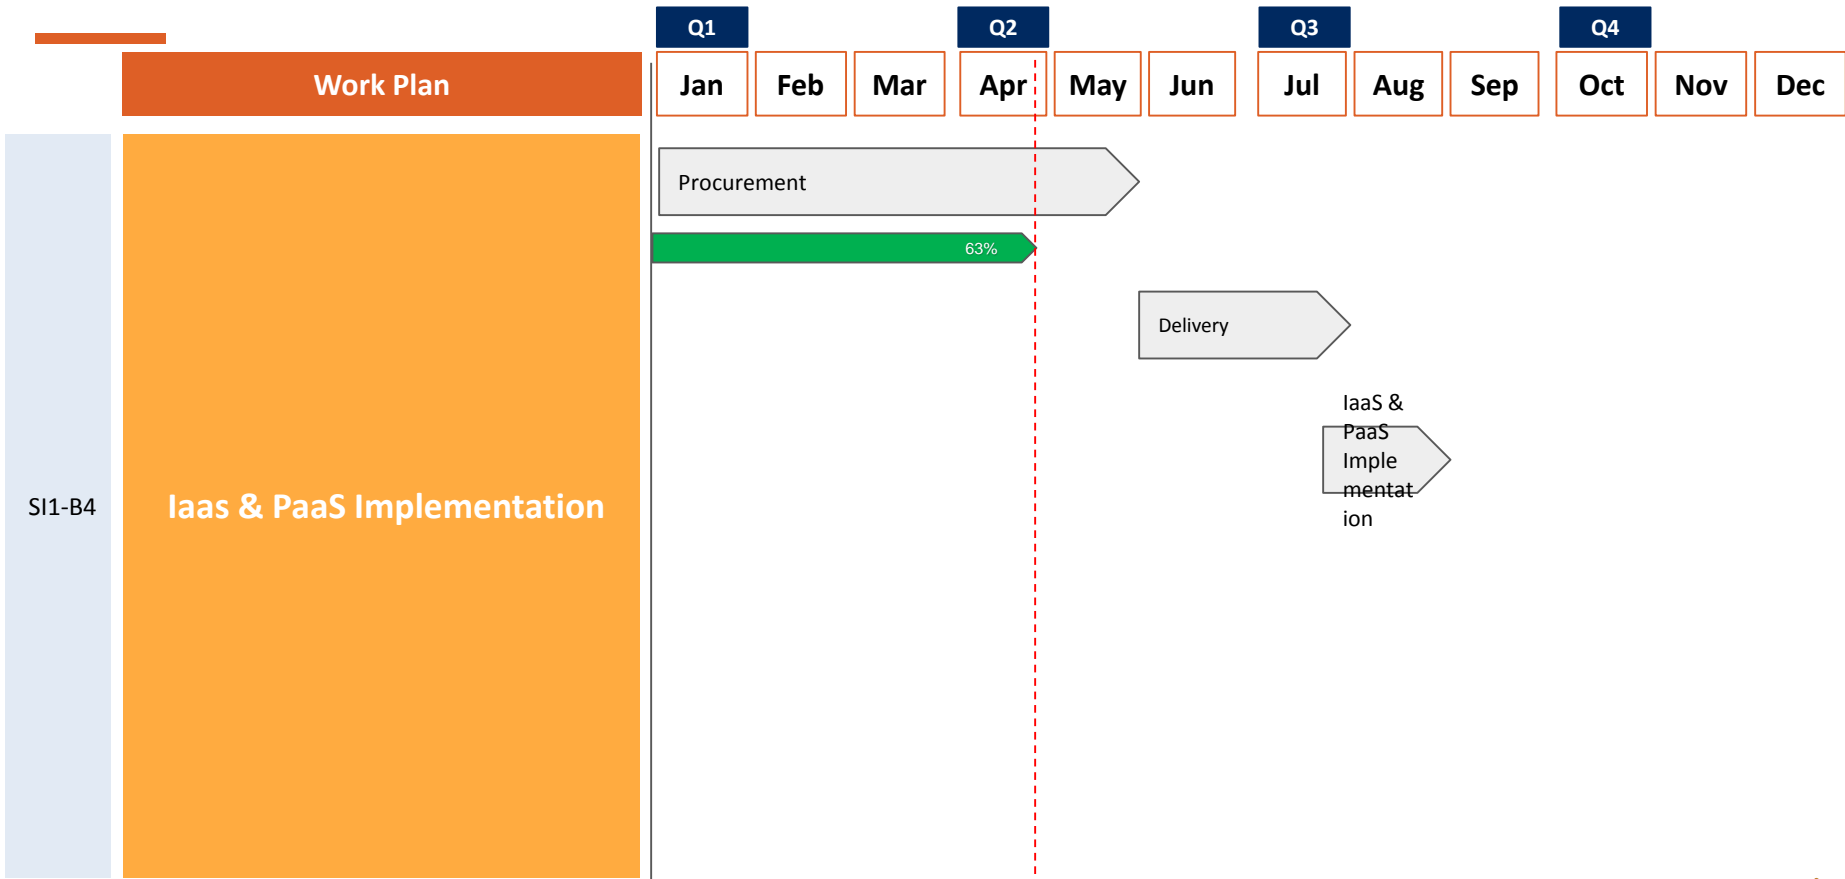 Q1 Q2 Q3 Q4
Work Plan Jan Feb Mar Apr May Jun Jul Aug Sep Oct Nov Dec
Procurement
63%
Delivery
IaaS &
PaaS
Imple
mentat
ion
SI1-B4
Iaas & PaaS Implementation